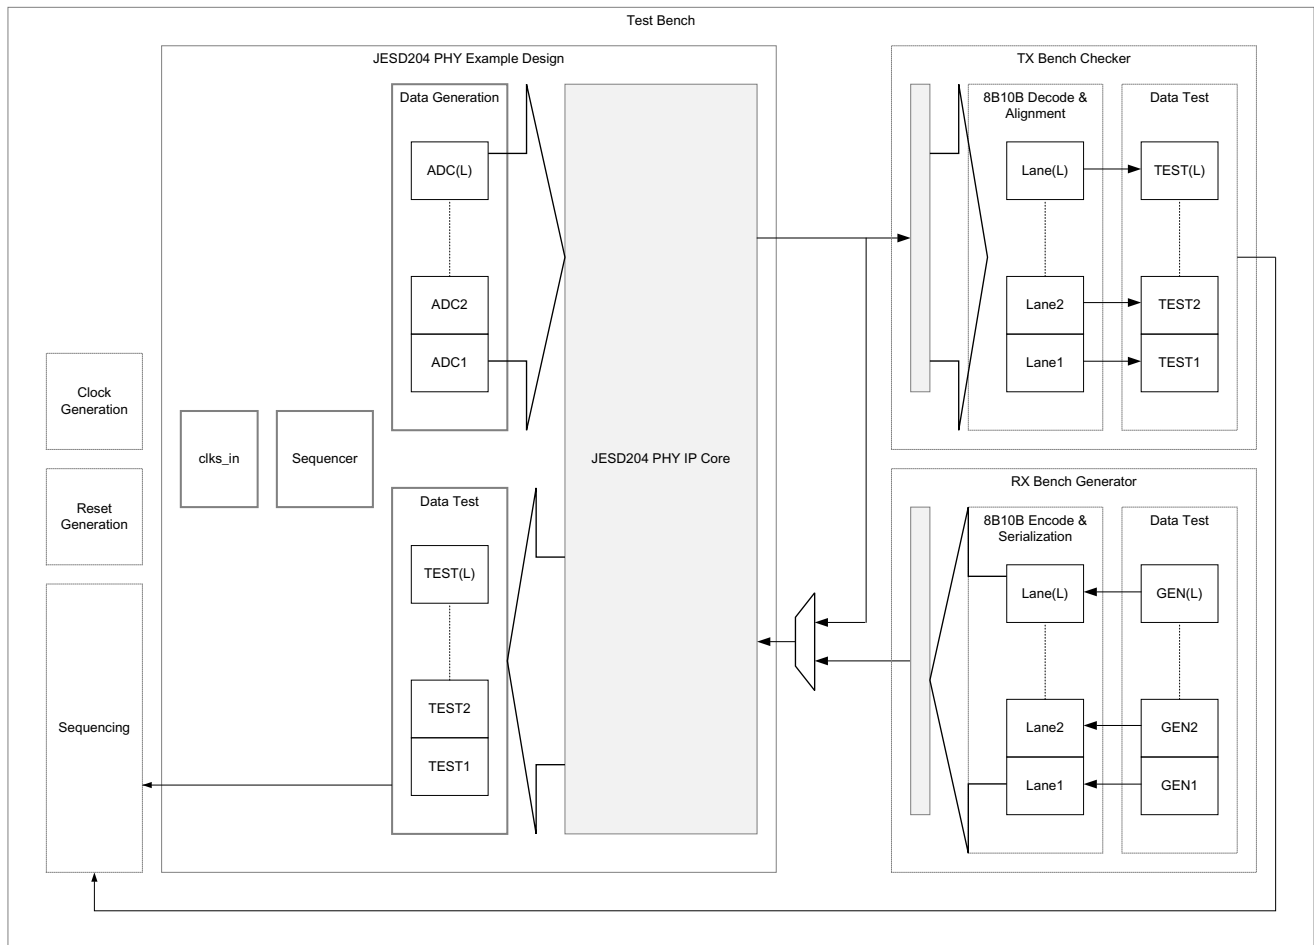 Test Bench
JESD204 PHY Example Design
Data Generation
ADC(L)
ADC2
ADC1
JESD204 PHY IP Core
Clock
Generation
Reset
Generation
Sequencing
clks_in
Sequencer
Data Test
TEST(L)
TEST2
TEST1
TX Bench Checker
8B10B Decode &
Alignment
Lane(L)
Lane2
Lane1
Data Test
TEST(L)
TEST2
TEST1
RX Bench Generator
8B10B Encode &
Serialization
Lane(L)
Lane2
Lane1
Data Test
GEN(L)
GEN2
GEN1